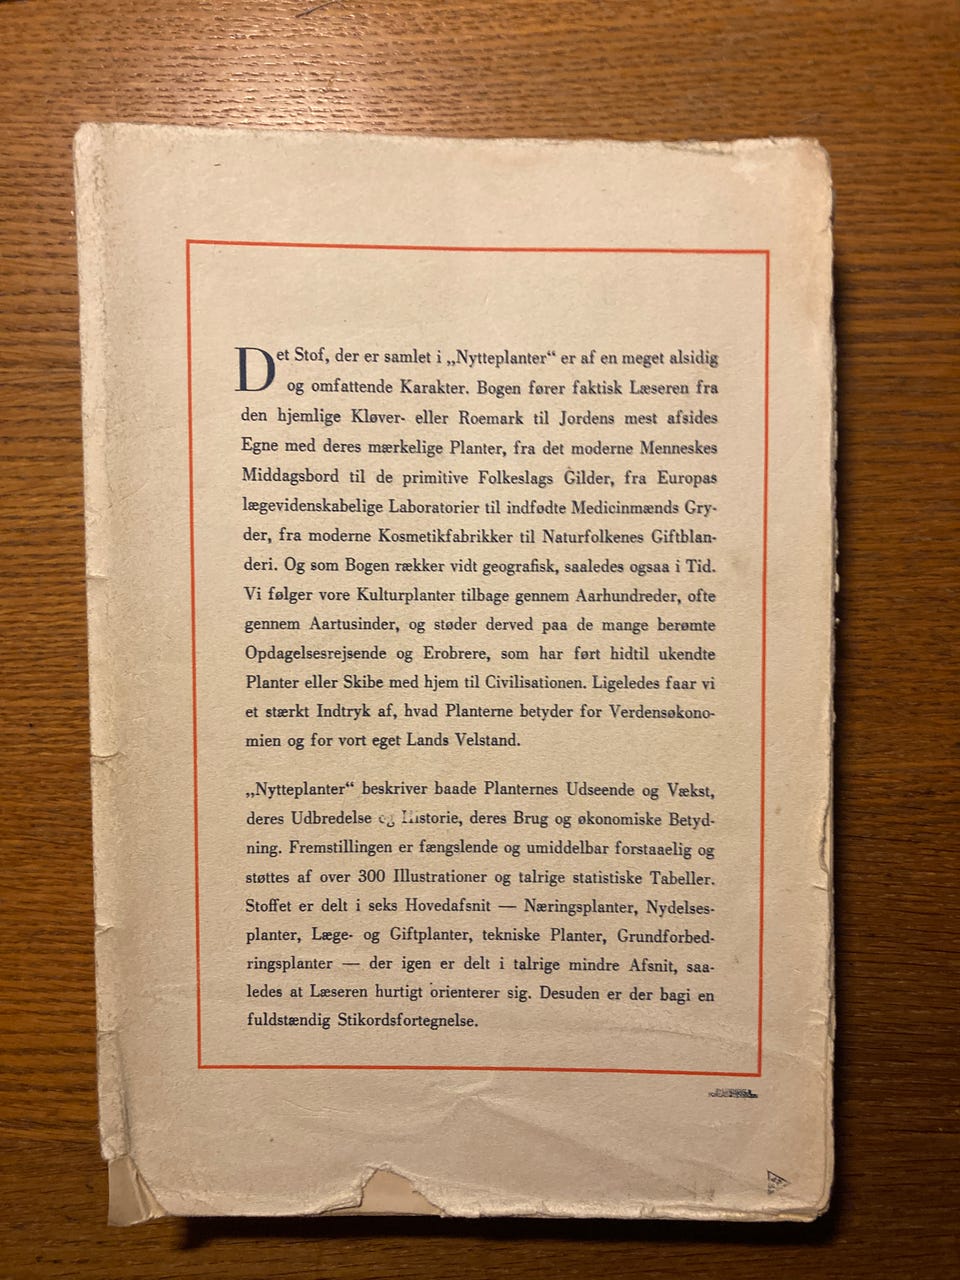 Det Stof, der er samlet i „Nytteplanter“ er af en meget alsidig
og omfattende Karakter. Bogen fører faktisk Læseren fra
den hjemlige Kløver- eller Roemark til Jordens mest afsides
Egne med deres mærkelige Planter, fra det moderne Menneskes
Middagsbord til de primitive Folkeslags Gilder, fra Europas
lægevidenskabelige Laboratorier til indfødte Medicinmænds Gry-
der, fra moderne Kosmetikfabrikker til Naturfolkenes Giftblan-
deri. Og som Bogen rækker vidt geografisk, saaledes ogsaa i Tid.
Vi følger vore Kulturplanter tilbage gennem Aarhundreder, ofte
gennem Aartusinder, og støder derved paa de mange berømte
Opdagelsesrejsende og Erobrere, som har ført hidtil ukendte
Planter eller Skibe med hjem til Civilisationen. Ligeledes faar vi
et stærkt Indtryk af, hvad Planterne betyder for Verdensøkono-
mien og for vort eget Lands Velstand.
„Nytteplanter“ beskriver baade Planternes Udseende og Vækst,
deres Udbredelse og Historie, deres Brug og økonomiske Betyd-
ning. Fremstillingen er fængslende og umiddelbar forstaaelig og
støttes af over 300 Illustrationer og talrige statistiske Tabeller.
Stoffet er delt i seks Hovedafsnit — Næringsplanter, Nydelses-
planter, Læge- og Giftplanter, tekniske Planter, Grundforbed-
ringsplanter — der igen er delt i talrige mindre Afsnit, saa-
ledes at Læseren hurtigt orienterer sig. Desuden er der bagi en
fuldstændig Stikordsfortegnelse.